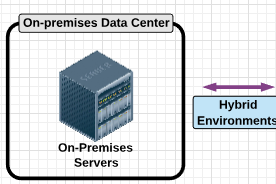 On-premises Data Center
On-Premises
Servers
Hybrid
Environments